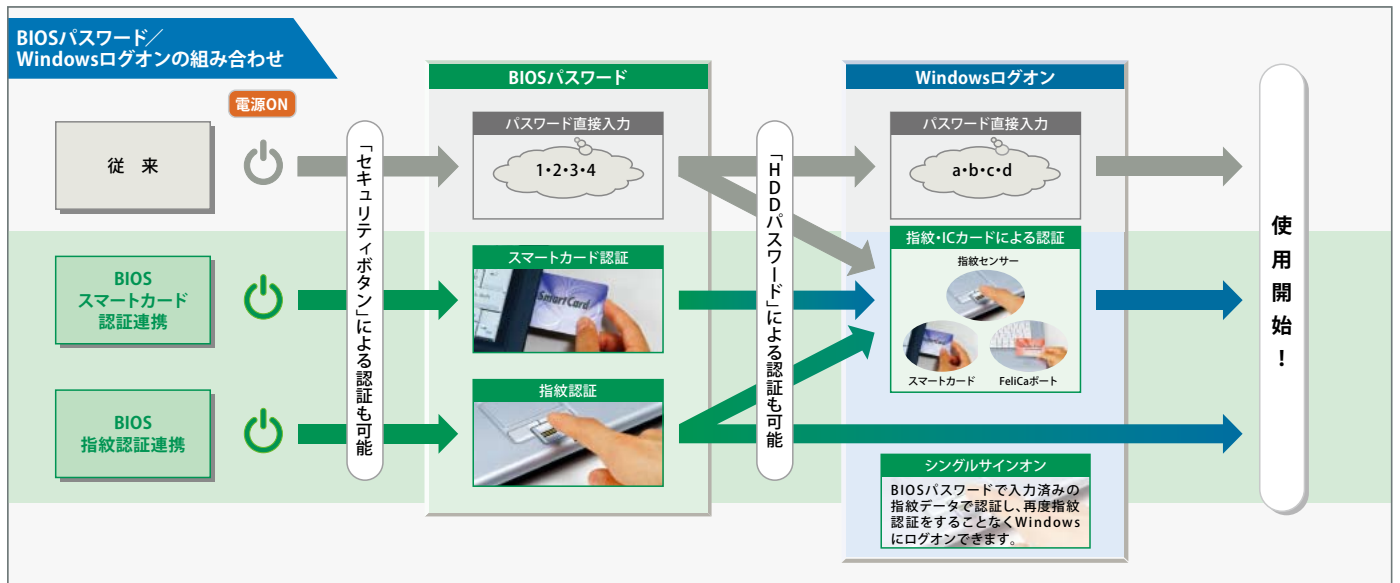 BIOSパスワード／
Windowsログオンの組み合わせ
電源ON
従 来
BIOS
スマートカード
認証連携
BIOS
指紋認証連携
「セキュリティボタン」による認証も可能
BIOSパスワード
パスワード直接入力
1・2・3・4
スマートカード認証
SmartCard
指紋認証
「HDDパスワード」による認証も可能
Windowsログオン
パスワード直接入力
a・b・c・d
指紋・ICカードによる認証
指紋センサー
スマートカード
FeliCaポート
シングルサインオン
BIOSパスワードで入力済みの
指紋データで認証し、再度指紋
認証をすることなくWindows
にログオンできます。
使用開始！